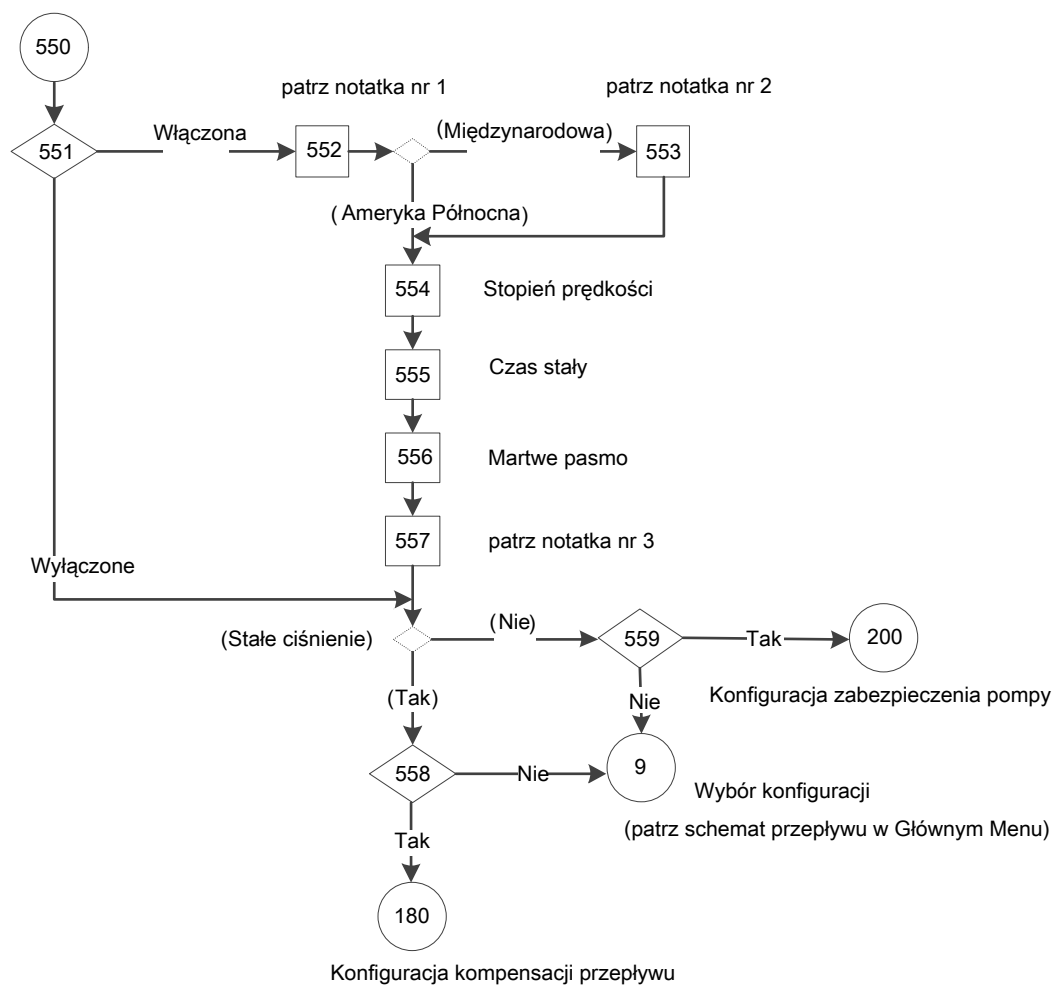 550
patrz notatka nr 1
patrz notatka nr 2
551
Włączona
552
(Międzynarodowa)
553
(Ameryka Północna)
554
Stopień prędkości
555
Czas stały
556
Martwe pasmo
557
patrz notatka nr 3
Wyłączone
(Stałe ciśnienie)
(Nie)
559
Tak
200
Konfiguracja zabezpieczenia pompy
(Tak)
Nie
558
Nie
9
Wybór konfiguracji
(patrz schemat przepływu w Głównym Menu)
Tak
180
Konfiguracja kompensacji przepływu